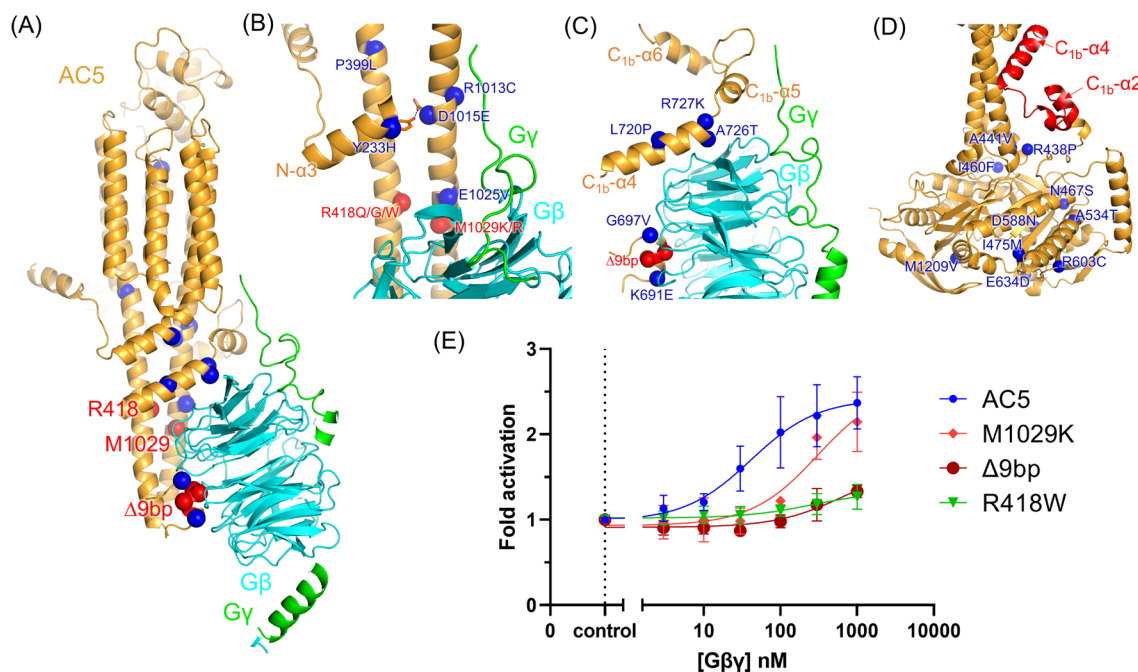 (A)
AC5
R418
M1029
Δ9bp
Gβ
Gγ
(B)
P399L
R1013C
D1015E
Gγ
Y233H
N-α3
E1025V
Gβ
R418Q/G/W
M1029K/R
(C)
C1b-α6
C1b-α5
R727K
L720P
A726T
Gγ
Gβ
C1b-α4
G697V
Δ9bp
K691E
(D)
C1b-α4
C1b-α2
A441V
R438P
I460F
N467S
D588N
A534T
I475M
M1209V
R603C
E634D
(E)
Fold activation
3
2
1
0
0 control 10 100 1000 10000
[Gβγ] nM
AC5
M1029K
Δ9bp
R418W